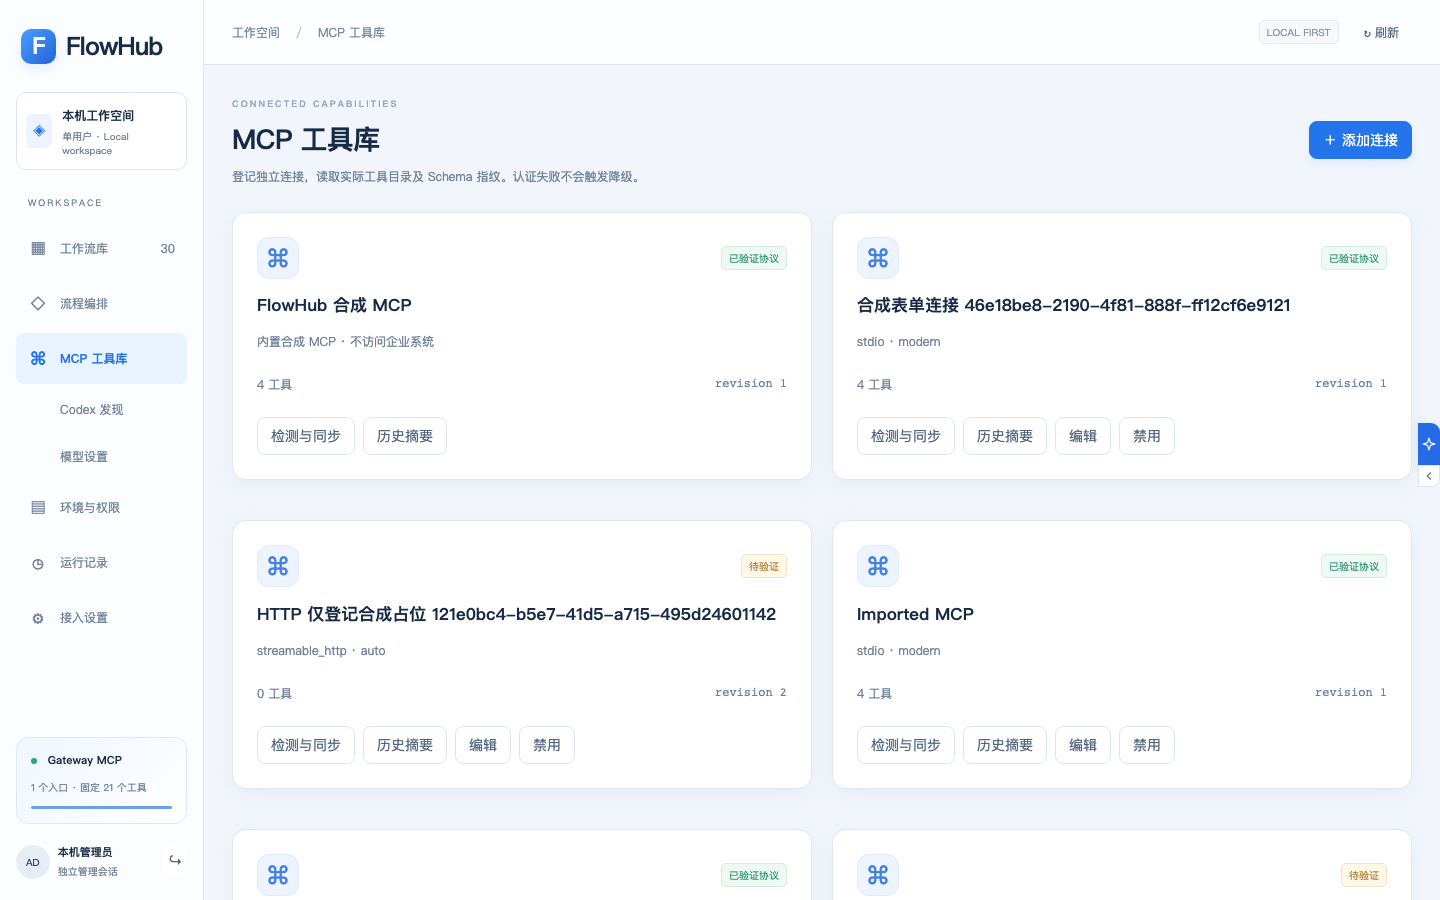 F FlowHub
本机工作空间
单用户 · Local
workspace
WORKSPACE
工作流库 30
流程编排
MCP 工具库
Codex 发现
模型设置
环境与权限
运行记录
接入设置
Gateway MCP
1 个入口 · 固定 21 个工具
AD
本机管理员
独立管理会话
工作空间 / MCP 工具库
LOCAL FIRST
刷新
CONNECTED CAPABILITIES
MCP 工具库
+ 添加连接
登记独立连接，读取实际工具目录及 Schema 指纹。认证失败不会触发降级。
已验证协议
FlowHub 合成 MCP
内置合成 MCP · 不访问企业系统
4 工具 revision 1
检测与同步 历史摘要
已验证协议
合成表单连接 46e18be8-2190-4f81-888f-ff12cf6e9121
stdio · modern
4 工具 revision 1
检测与同步 历史摘要 编辑 禁用
待验证
HTTP 仅登记合成占位 121e0bc4-b5e7-41d5-a715-495d24601142
streamable_http · auto
0 工具 revision 2
检测与同步 历史摘要 编辑 禁用
已验证协议
Imported MCP
stdio · modern
4 工具 revision 1
检测与同步 历史摘要 编辑 禁用
已验证协议
待验证